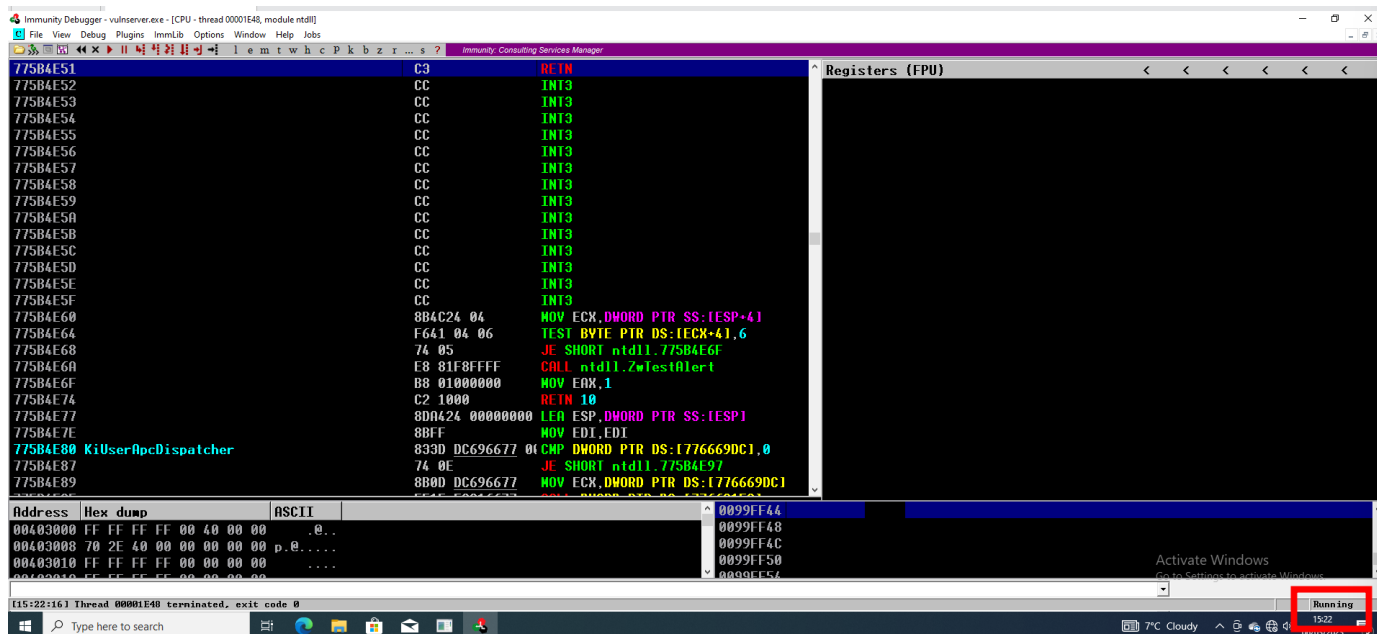 Immunity Debugger - vulnserver.exe - [CPU - thread 00001E48, module ntdll]
C File View Debug Plugins ImmLib Options Window Help Jobs
l e m t w h c P k b z r ... s ? Immunity: Consulting Services Manager
775B4E51 C3 RETN
775B4E52 CC INT3
775B4E53 CC INT3
775B4E54 CC INT3
775B4E55 CC INT3
775B4E56 CC INT3
775B4E57 CC INT3
775B4E58 CC INT3
775B4E59 CC INT3
775B4E5A CC INT3
775B4E5B CC INT3
775B4E5C CC INT3
775B4E5D CC INT3
775B4E5E CC INT3
775B4E5F CC INT3
775B4E60 8B4C24 04 MOV ECX,DWORD PTR SS:[ESP+4]
775B4E64 F641 04 06 TEST BYTE PTR DS:[ECX+4],6
775B4E68 74 05 JE SHORT ntdll.775B4E6F
775B4E6A E8 81F8FFFF CALL ntdll.ZwTestAlert
775B4E6F B8 01000000 MOV EAX,1
775B4E74 C2 1000 RETN 10
775B4E77 8DA424 00000000 LEA ESP,DWORD PTR SS:[ESP]
775B4E7E 8BFF MOV EDI,EDI
775B4E80 KiUserApcDispatcher 833D DC696677 0 CMP DWORD PTR DS:[776669DC],0
775B4E87 74 0E JE SHORT ntdll.775B4E97
775B4E89 8B0D DC696677 MOV ECX,DWORD PTR DS:[776669DC]
Registers (FPU) < < < < < <
Address Hex dump ASCII
00403000 FF FF FF FF 00 40 00 00 .@..
00403008 70 2E 40 00 00 00 00 00 p.@.....
00403010 FF FF FF FF 00 00 00 00 ....
0099FF44
0099FF48
0099FF4C
0099FF50
0099FF54
Activate Windows
Go to Settings to activate Windows.
[15:22:16] Thread 00001E48 terminated, exit code 0
Running
Type here to search
7°C Cloudy
15:22